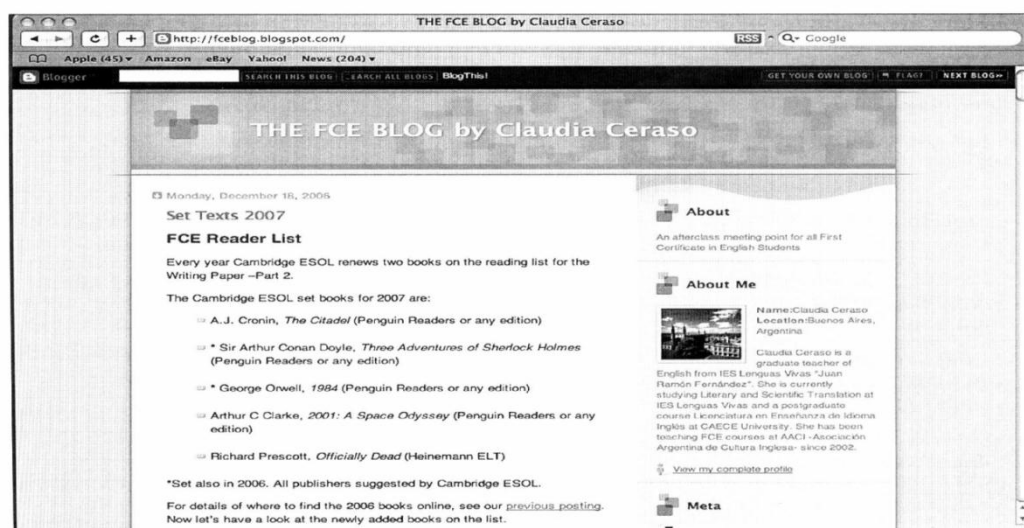 THE FCE BLOG by Claudia Ceraso
http://fceblog.blogspot.com/
RSS
Google
Apple (45) Amazon eBay Yahoo! News (204)
Blogger
SEARCH THIS BLOG
SEARCH ALL BLOGS
BlogThis!
GET YOUR OWN BLOG
FLAG?
NEXT BLOG»
THE FCE BLOG by Claudia Ceraso
Monday, December 18, 2006
Set Texts 2007
FCE Reader List
Every year Cambridge ESOL renews two books on the reading list for the
Writing Paper –Part 2.
The Cambridge ESOL set books for 2007 are:
A.J. Cronin, The Citadel (Penguin Readers or any edition)
* Sir Arthur Conan Doyle, Three Adventures of Sherlock Holmes
(Penguin Readers or any edition)
* George Orwell, 1984 (Penguin Readers or any edition)
Arthur C Clarke, 2001: A Space Odyssey (Penguin Readers or any
edition)
Richard Prescott, Officially Dead (Heinemann ELT)
*Set also in 2006. All publishers suggested by Cambridge ESOL.
For details of where to find the 2006 books online, see our previous posting.
Now let's have a look at the newly added books on the list.
About
An afterclass meeting point for all First
Certificate in English Students
About Me
Name:Claudia Ceraso
Location:Buenos Aires,
Argentina
Claudia Ceraso is a
graduate teacher of
English from IES Lenguas Vivas "Juan
Ramón Fernández". She is currently
studying Literary and Scientific Translation at
IES Lenguas Vivas and a postgraduate
course Licenciatura en Enseñanza de Idioma
Inglés at CAECE University. She has been
teaching FCE courses at AACI -Asociación
Argentina de Cultura Inglesa- since 2002.
View my complete profile
Meta